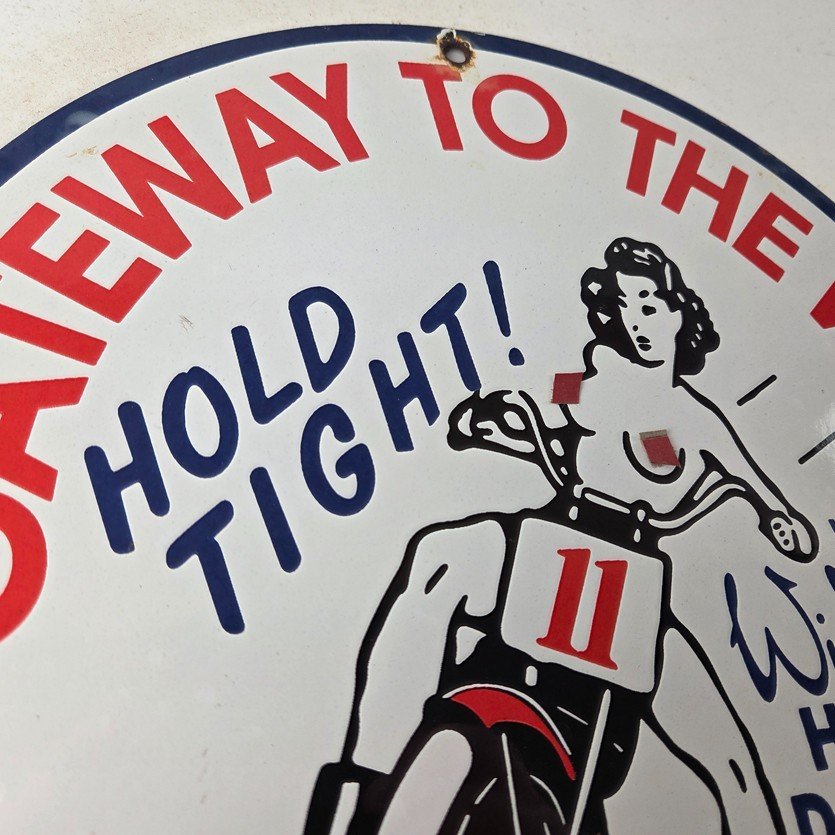 GATEWAY TO THE
HOLD
TIGHT!
11